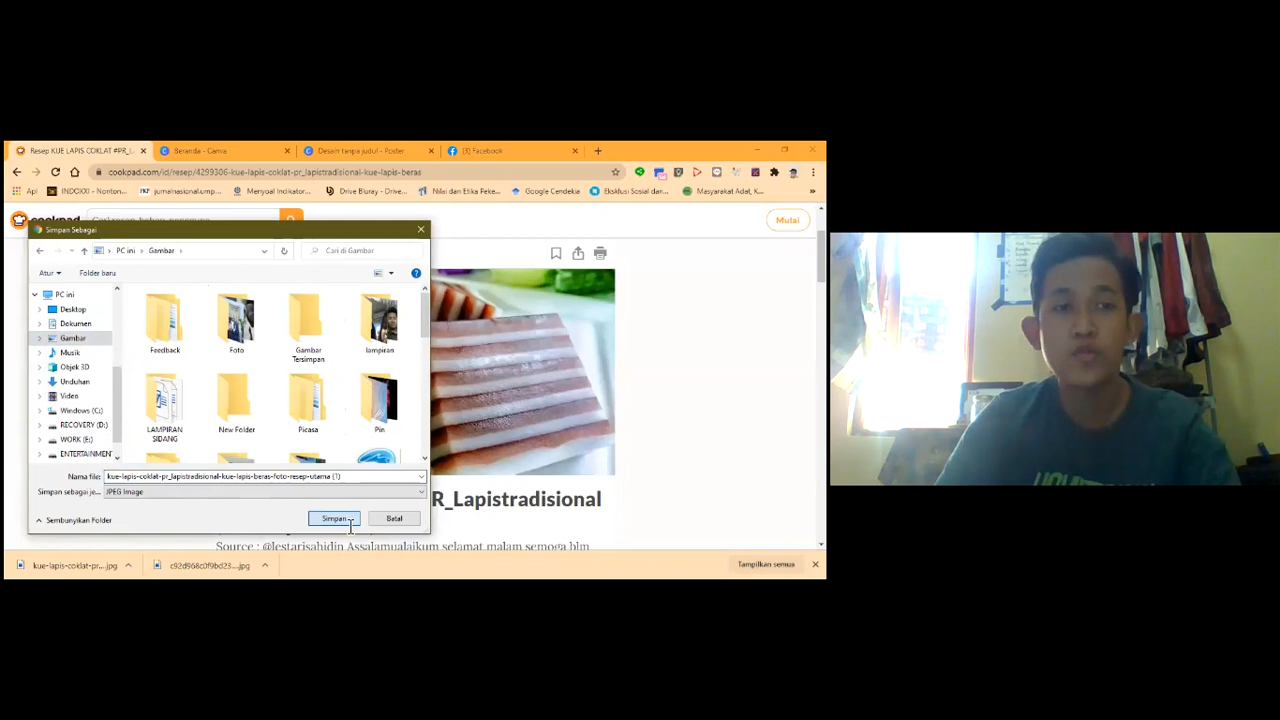 Resep KUE LAPIS COKLAT #PR_L
Beranda - Canva
Desain tanpa judul - Poster
(3) Facebook
cookpad.com/id/resep/4299306-kue-lapis-coklat-pr_lapistradisional-kue-lapis-beras
Apl
INDOXXI - Nonton...
jurnalnasional.ump...
Menyoal Indikator...
Drive Bluray - Drive...
Nilai dan Etika Peke...
Google Cendekia
Eksklusi Sosial dan...
Masyarakat Adat, K...
cookpad
Mulai
Simpan Sebagai
PC ini
Gambar
Cari di Gambar
Atur
Folder baru
PC ini
Desktop
Dokumen
Gambar
Musik
Objek 3D
Unduhan
Video
Windows (C:)
RECOVERY (D:)
WORK (E:)
ENTERTAINMENT
Feedback
Foto
Gambar
Tersimpan
lampiran
LAMPIRAN
SIDANG
New Folder
Picasa
Pin
Nama file:
kue-lapis-coklat-pr_lapistradisional-kue-lapis-beras-foto-resep-utama (1)
Simpan sebagai je...
JPEG Image
Sembunyikan Folder
Simpan
Batal
R_Lapistradisional
Source : @lestarisahidin Assalamualaikum selamat malam semoga blm
kue-lapis-coklat-pr....jpg
c92d968c0f9bd23....jpg
Tampilkan semua